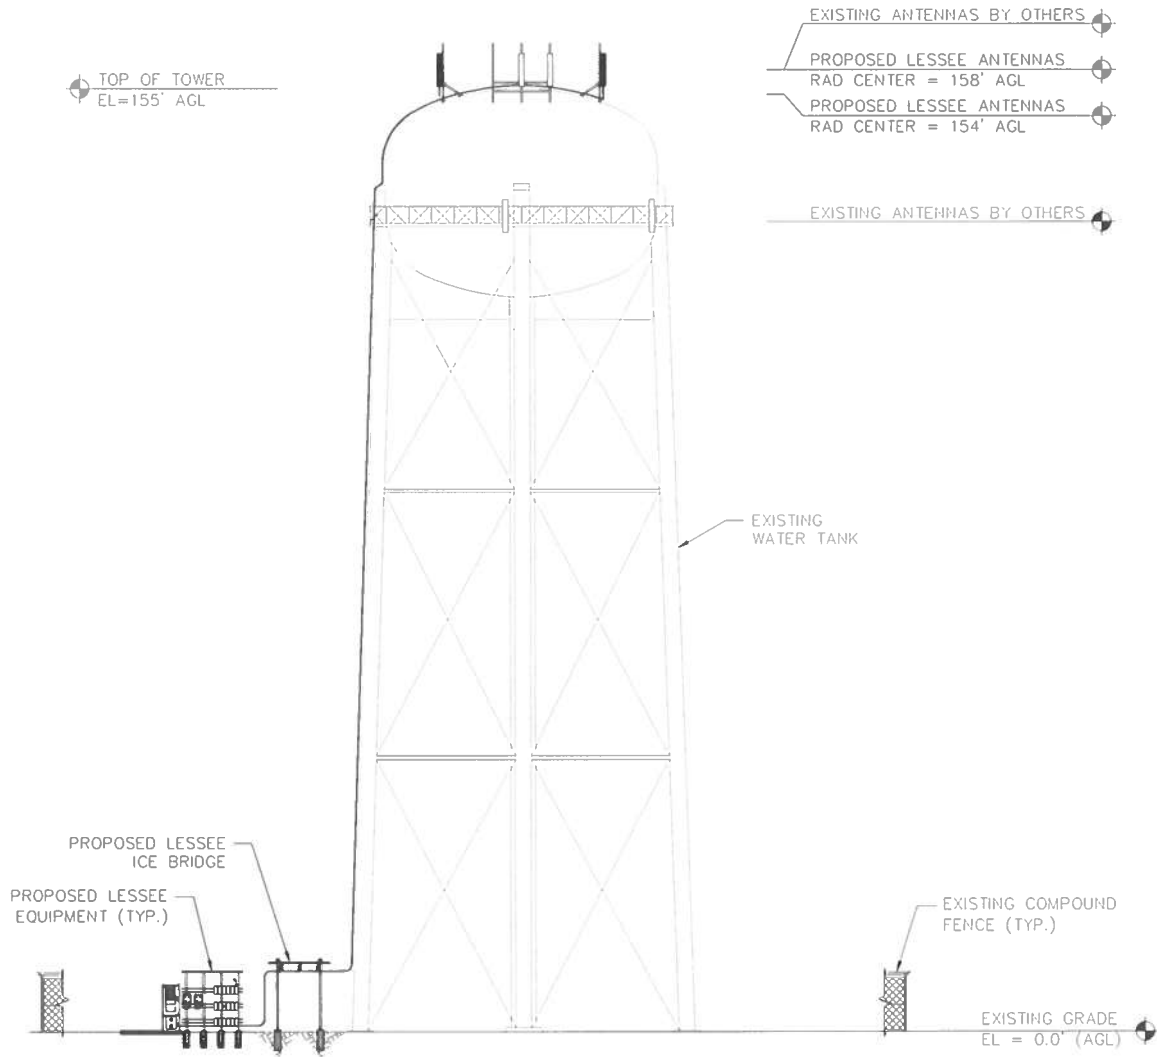 EXISTING ANTENNAS BY OTHERS
PROPOSED LESSEE ANTENNAS
RAD CENTER = 158' AGL
PROPOSED LESSEE ANTENNAS
RAD CENTER = 154' AGL
TOP OF TOWER
EL=155' AGL
EXISTING ANTENNAS BY OTHERS
EXISTING
WATER TANK
PROPOSED LESSEE
ICE BRIDGE
PROPOSED LESSEE
EQUIPMENT (TYP.)
EXISTING COMPOUND
FENCE (TYP.)
EXISTING GRADE
EL = 0.0' (AGL)